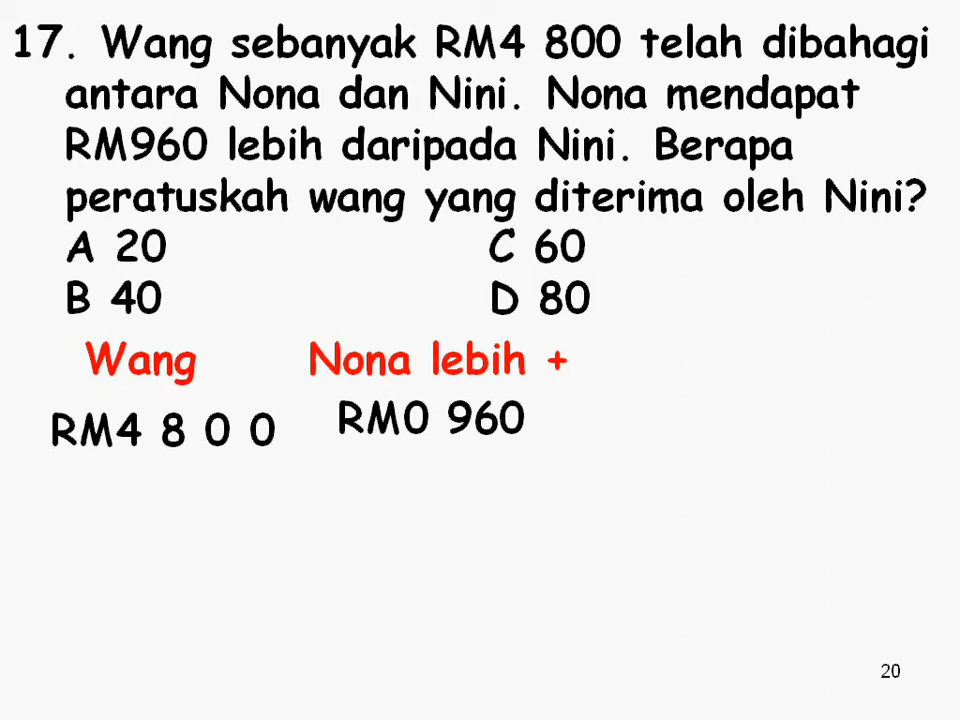 17. Wang sebanyak RM4 800 telah dibahagi
antara Nona dan Nini. Nona mendapat
RM960 lebih daripada Nini. Berapa
peratuskah wang yang diterima oleh Nini?
A 20 C 60
B 40 D 80
Wang Nona lebih +
RM4 8 0 0 RM0 960
20